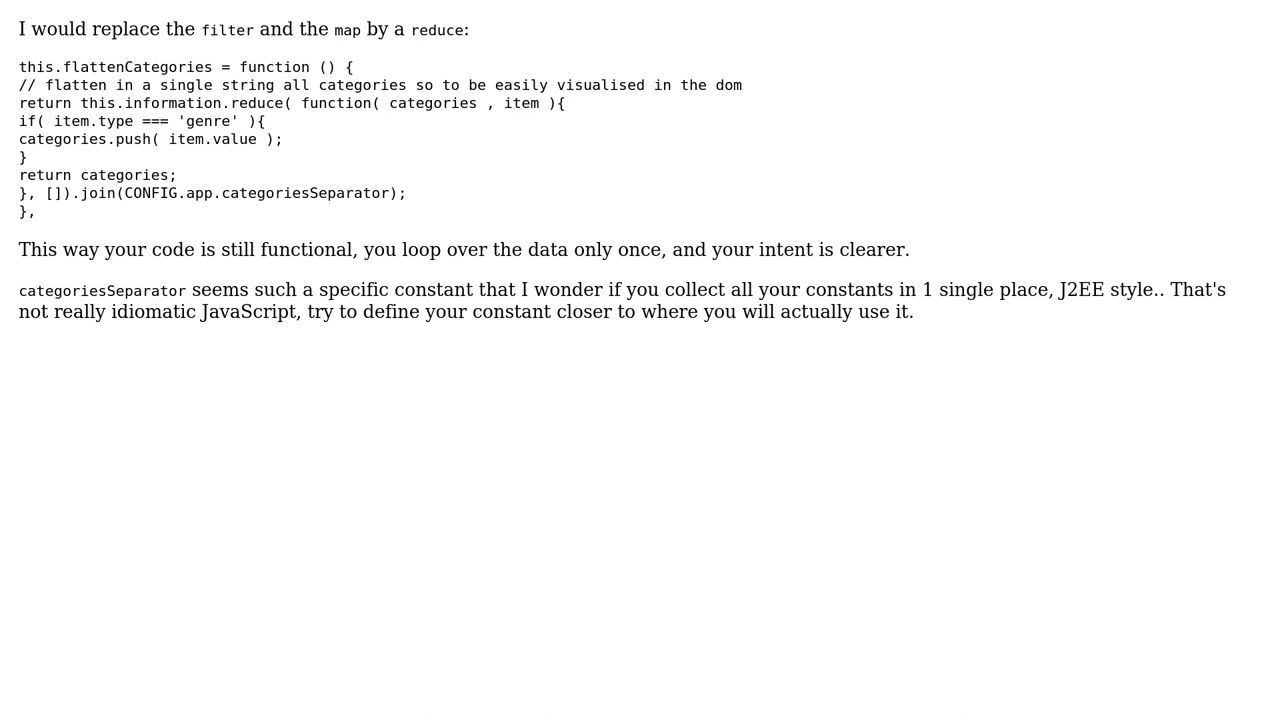 I would replace the filter and the map by a reduce:
this.flattenCategories = function () {
// flatten in a single string all categories so to be easily visualised in the dom
return this.information.reduce( function( categories , item ){
if( item.type === 'genre' ){
categories.push( item.value );
}
return categories;
}, []).join(CONFIG.app.categoriesSeparator);
},
This way your code is still functional, you loop over the data only once, and your intent is clearer.
categoriesSeparator seems such a specific constant that I wonder if you collect all your constants in 1 single place, J2EE style.. That's
not really idiomatic JavaScript, try to define your constant closer to where you will actually use it.